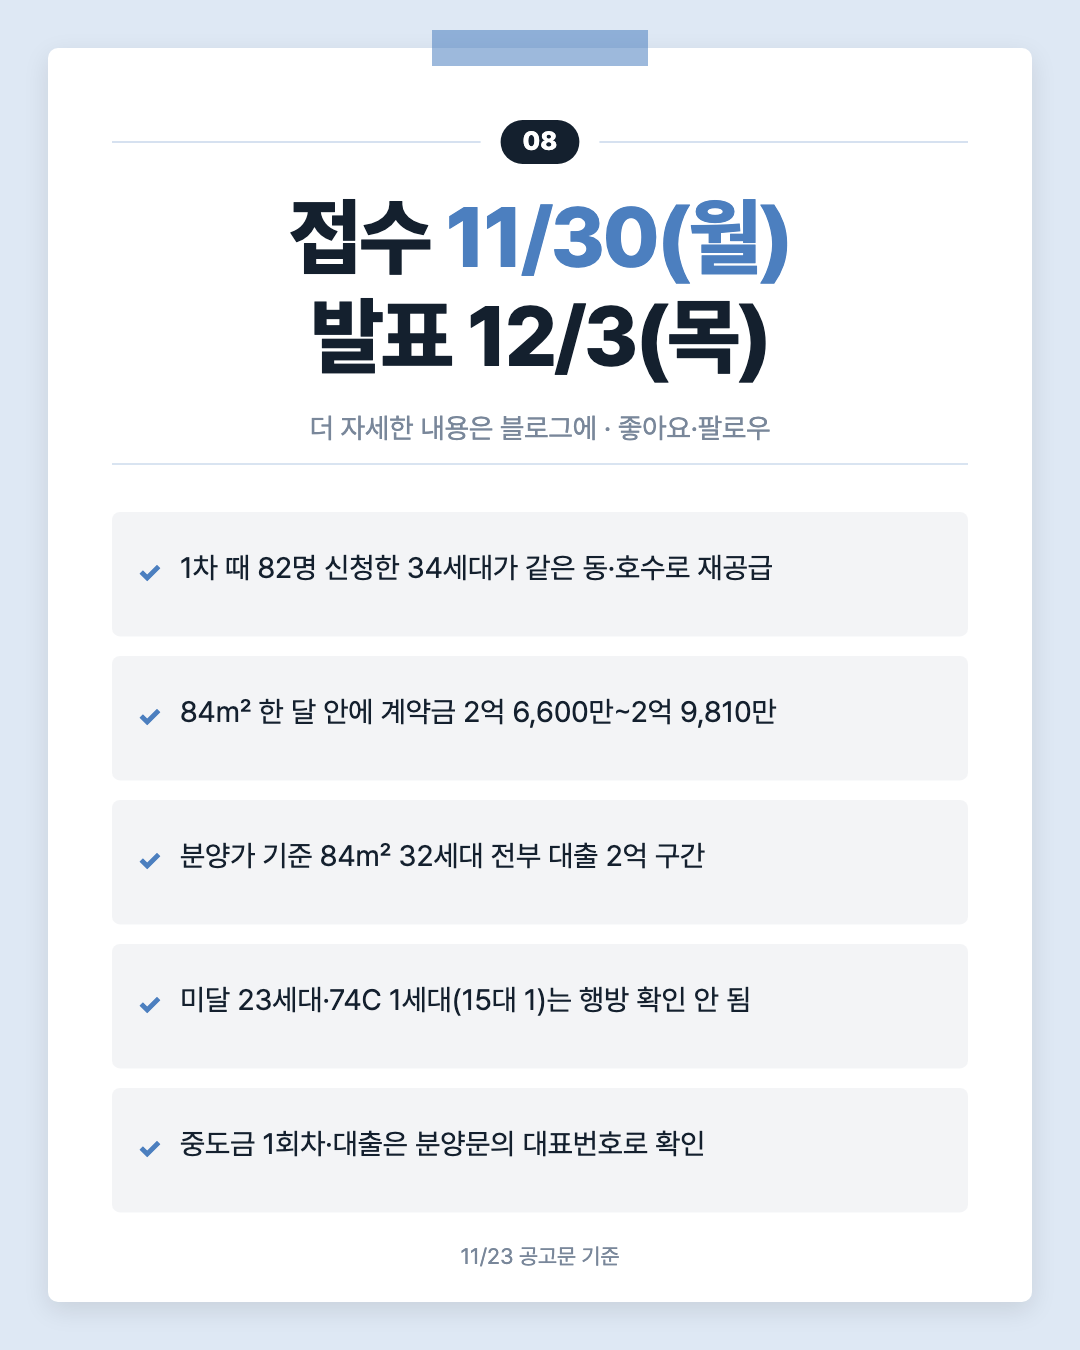 08
접수 11/30(월)
발표 12/3(목)
더 자세한 내용은 블로그에 · 좋아요·팔로우
1차 때 82명 신청한 34세대가 같은 동·호수로 재공급
84m² 한 달 안에 계약금 2억 6,600만~2억 9,810만
분양가 기준 84m² 32세대 전부 대출 2억 구간
미달 23세대·74C 1세대(15대 1)는 행방 확인 안 됨
중도금 1회차·대출은 분양문의 대표번호로 확인
11/23 공고문 기준